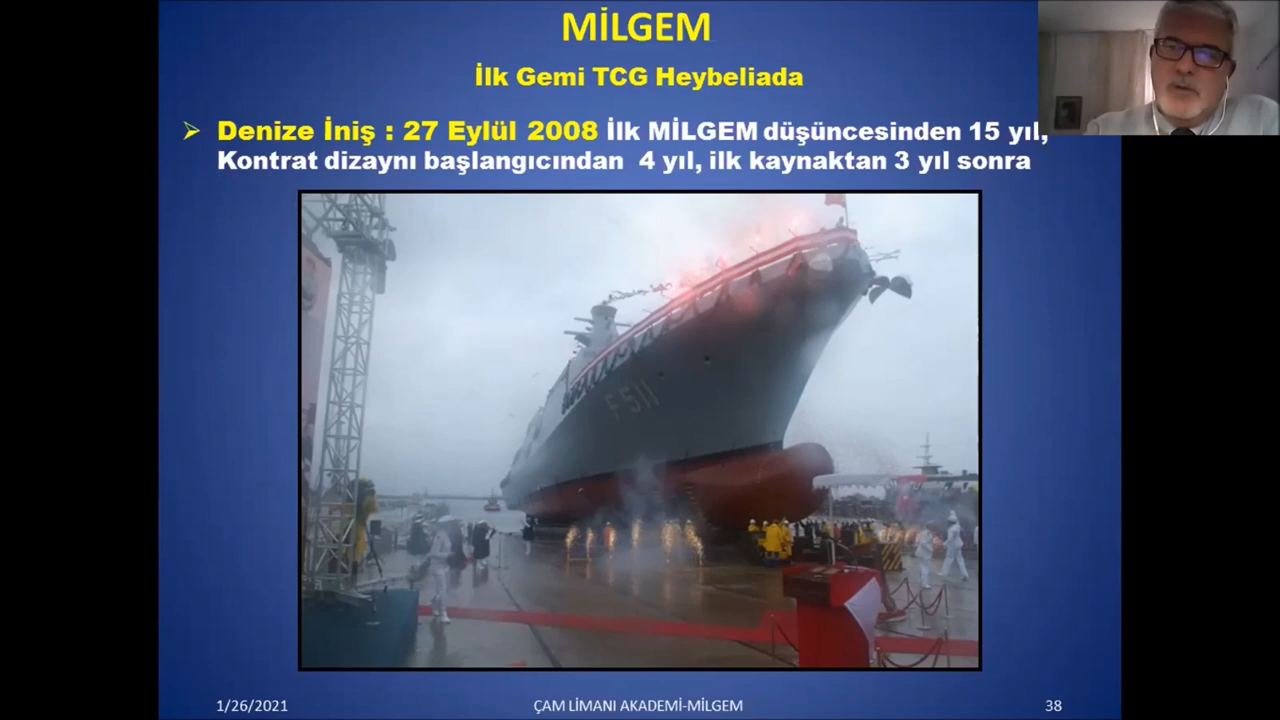 MİLGEM
İlk Gemi TCG Heybeliada
Denize İniş : 27 Eylül 2008 İlk MİLGEM düşüncesinden 15 yıl,
Kontrat dizaynı başlangıcından 4 yıl, ilk kaynaktan 3 yıl sonra
F 511
1/26/2021
ÇAM LİMANI AKADEMİ-MİLGEM
38